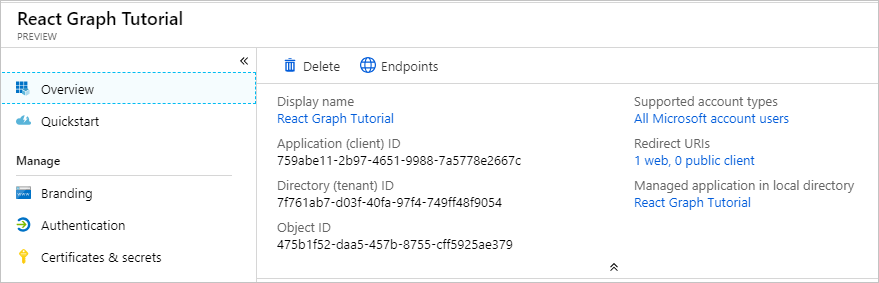 React Graph Tutorial
PREVIEW
«
Overview
Quickstart
Manage
Branding
Authentication
Certificates & secrets
Delete
Endpoints
Display name
React Graph Tutorial
Application (client) ID
759abe11-2b97-4651-9988-7a5778e2667c
Directory (tenant) ID
7f761ab7-d03f-40fa-97f4-749ff48f9054
Object ID
475b1f52-daa5-457b-8755-cff5925ae379
Supported account types
All Microsoft account users
Redirect URIs
1 web, 0 public client
Managed application in local directory
React Graph Tutorial